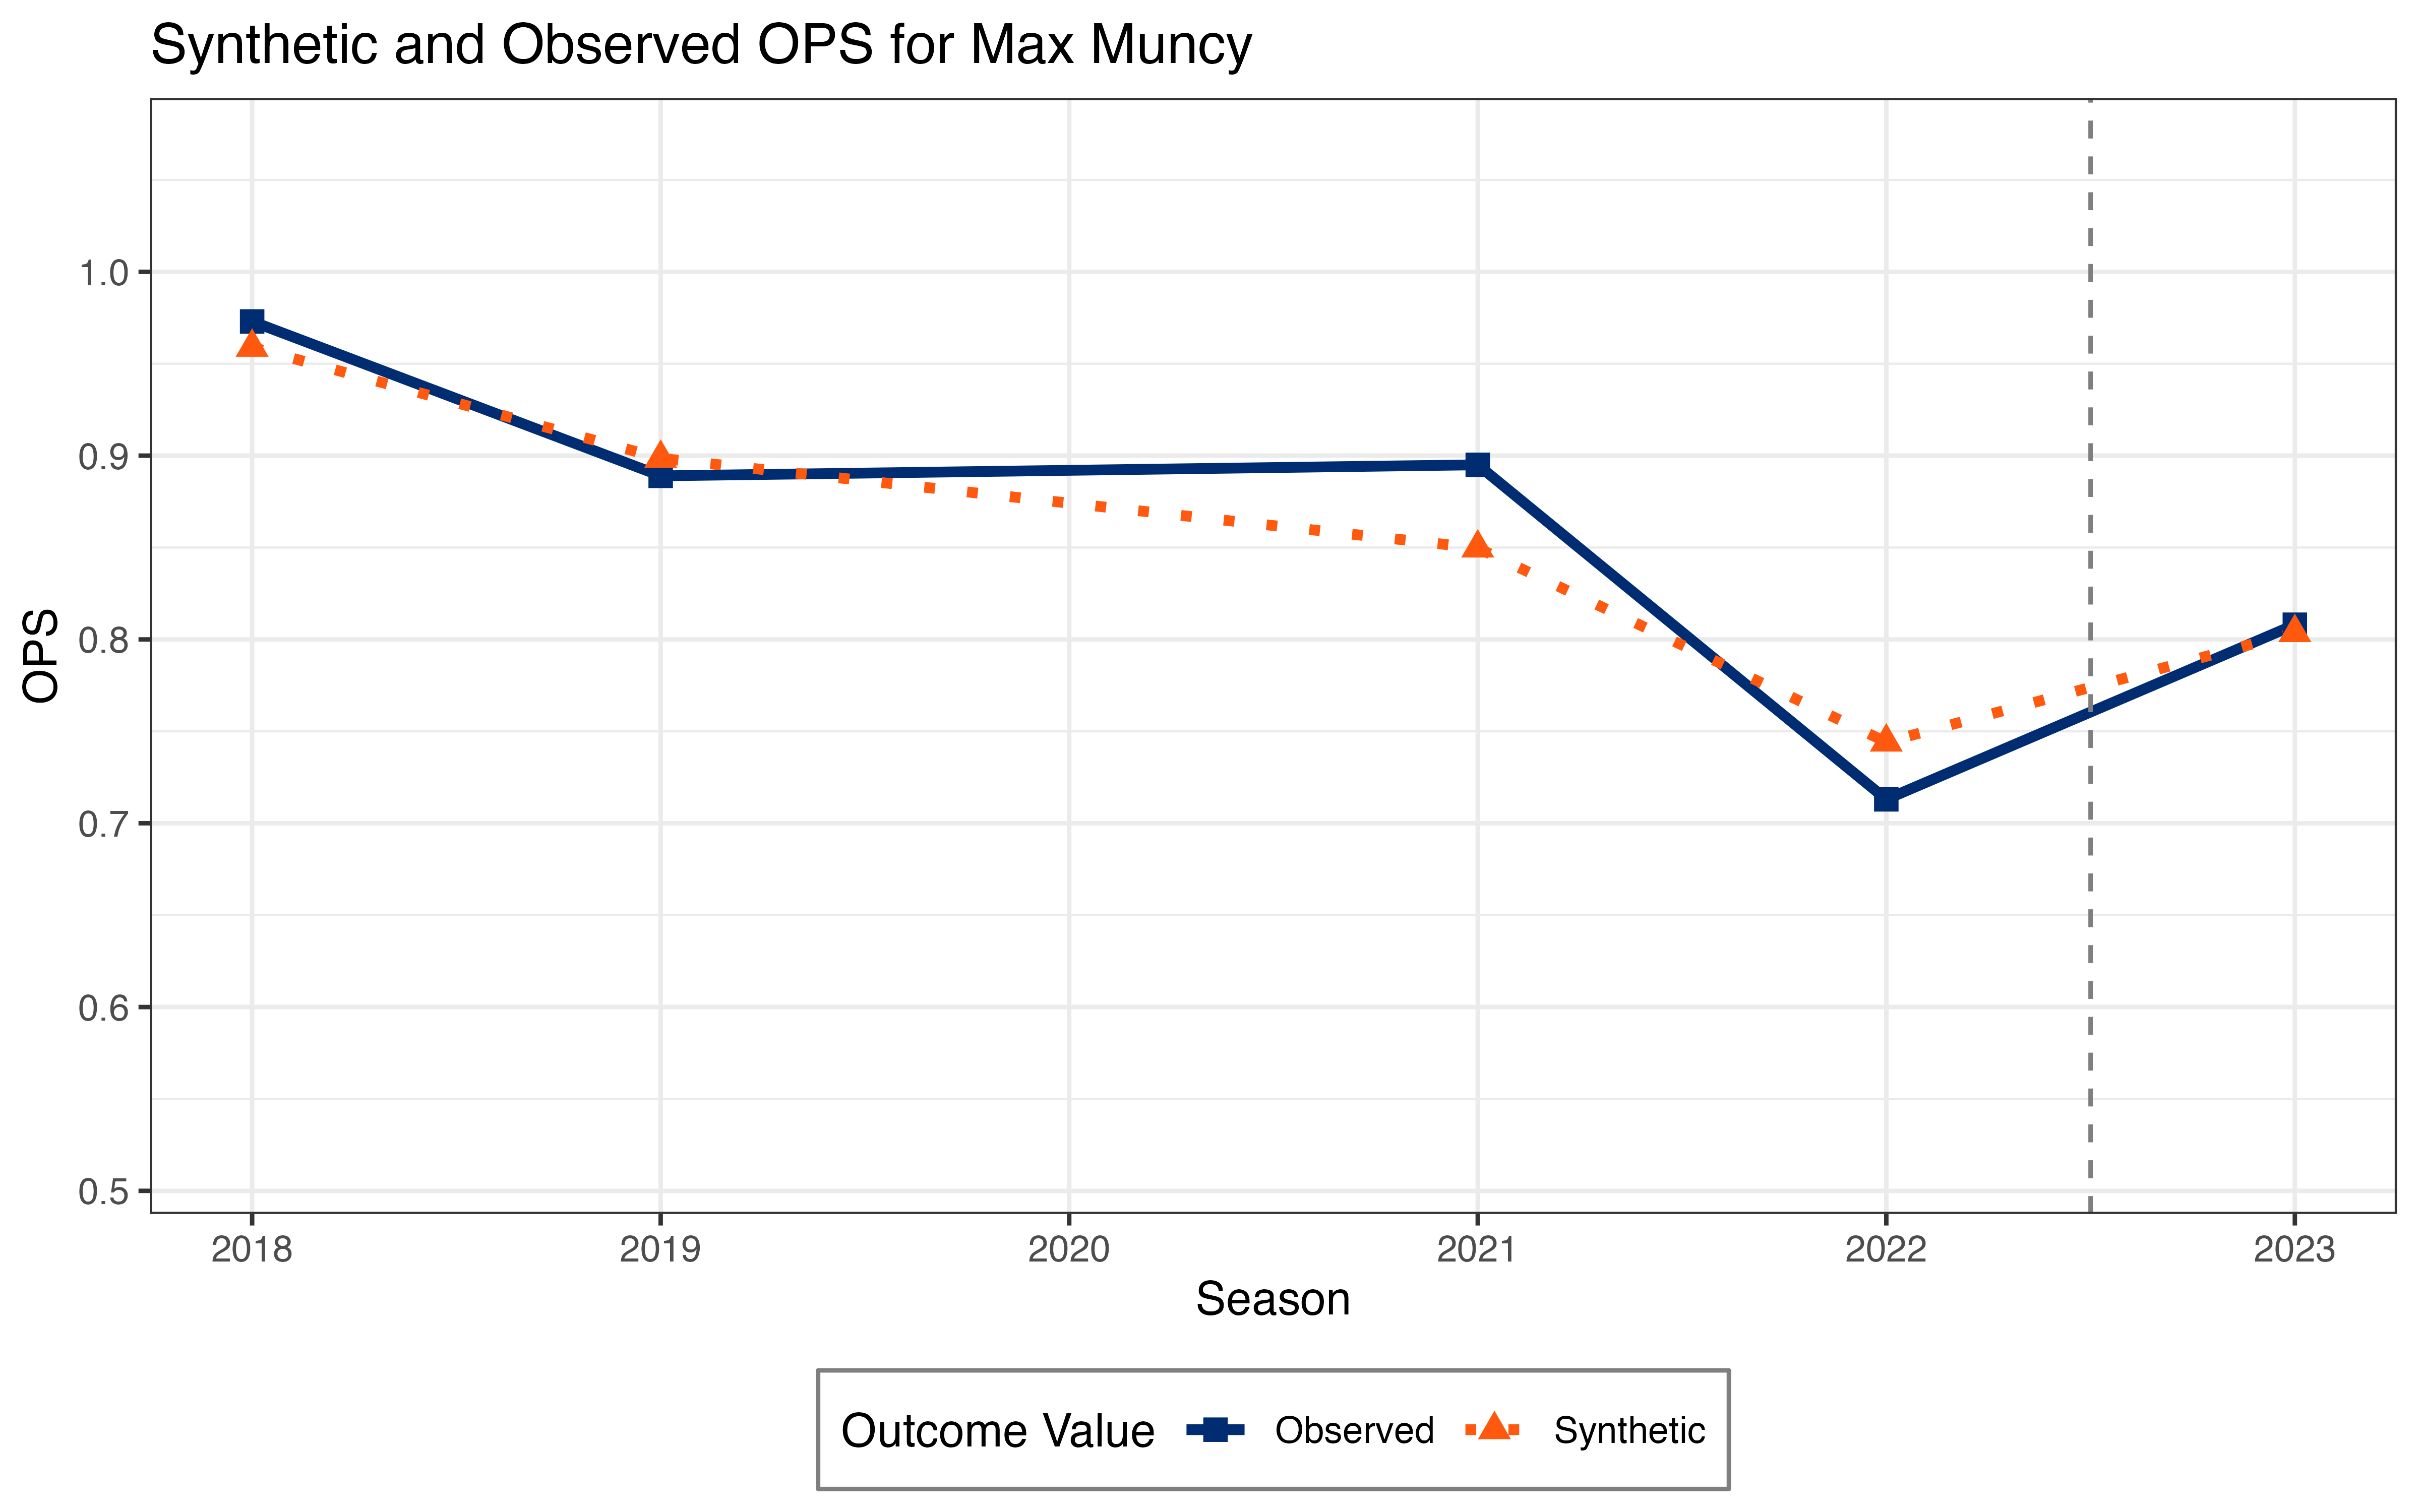 Synthetic and Observed OPS for Max Muncy
1.0
0.9
0.8
0.7
0.6
0.5
OPS
2018 2019 2020 2021 2022 2023
Season
Outcome Value Observed Synthetic